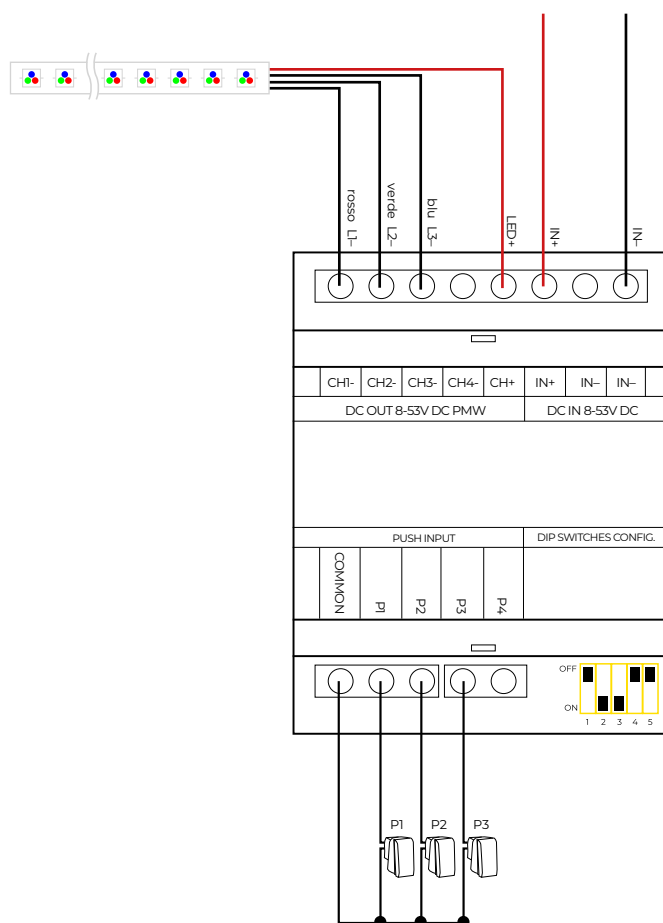 rosso L1–
verde L2–
blu L3–
LED+
IN+
IN–
CH1- CH2- CH3- CH4- CH+ IN+ IN– IN–
DC OUT 8-53V DC PMW DC IN 8-53V DC
PUSH INPUT DIP SWITCHES CONFIG.
COMMON
P1
P2
P3
P4
OFF
ON
1 2 3 4 5
P1 P2 P3